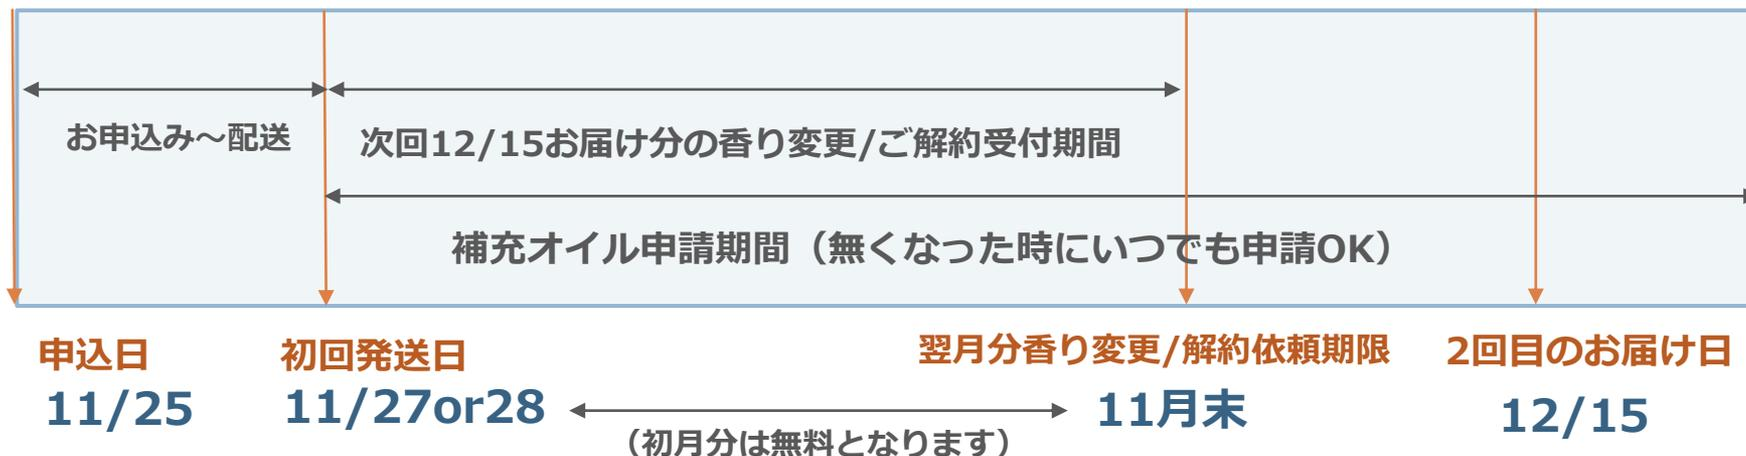 お申込み～配送
次回12/15お届け分の香り変更/ご解約受付期間
補充オイル申請期間（無くなった時にいつでも申請OK）
申込日
11/25
初回発送日
11/27or28
（初月分は無料となります）
翌月分香り変更/解約依頼期限
11月末
2回目のお届け日
12/15